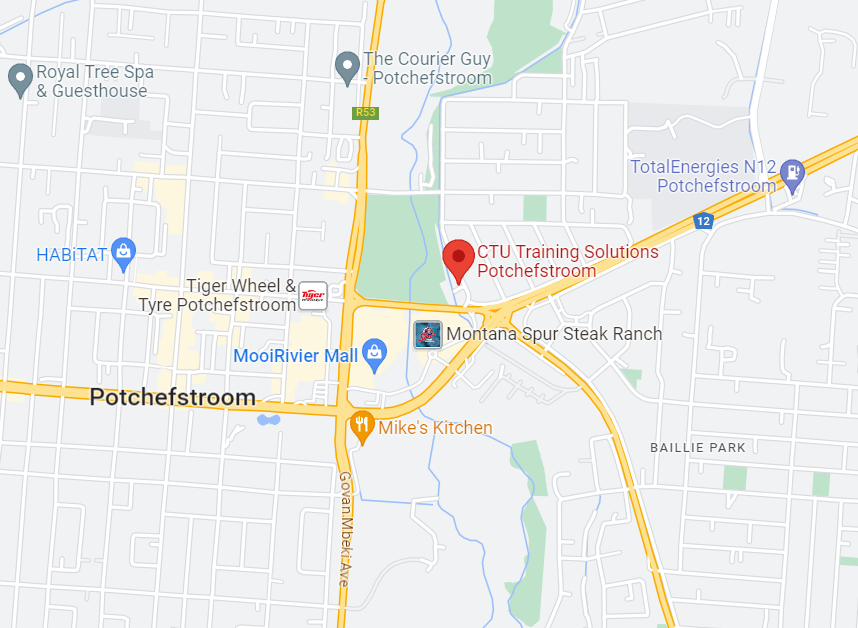 The Courier Guy
- Potchefstroom
Royal Tree Spa
& Guesthouse
R53
TotalEnergies N12
Potchefstroom
12
HABiTAT
CTU Training Solutions
Potchefstroom
Tiger Wheel &
Tyre Potchefstroom
Tiger
Montana Spur Steak Ranch
MooiRivier Mall
Potchefstroom
Mike's Kitchen
BAILLIE PARK
Govan Mbeki Ave